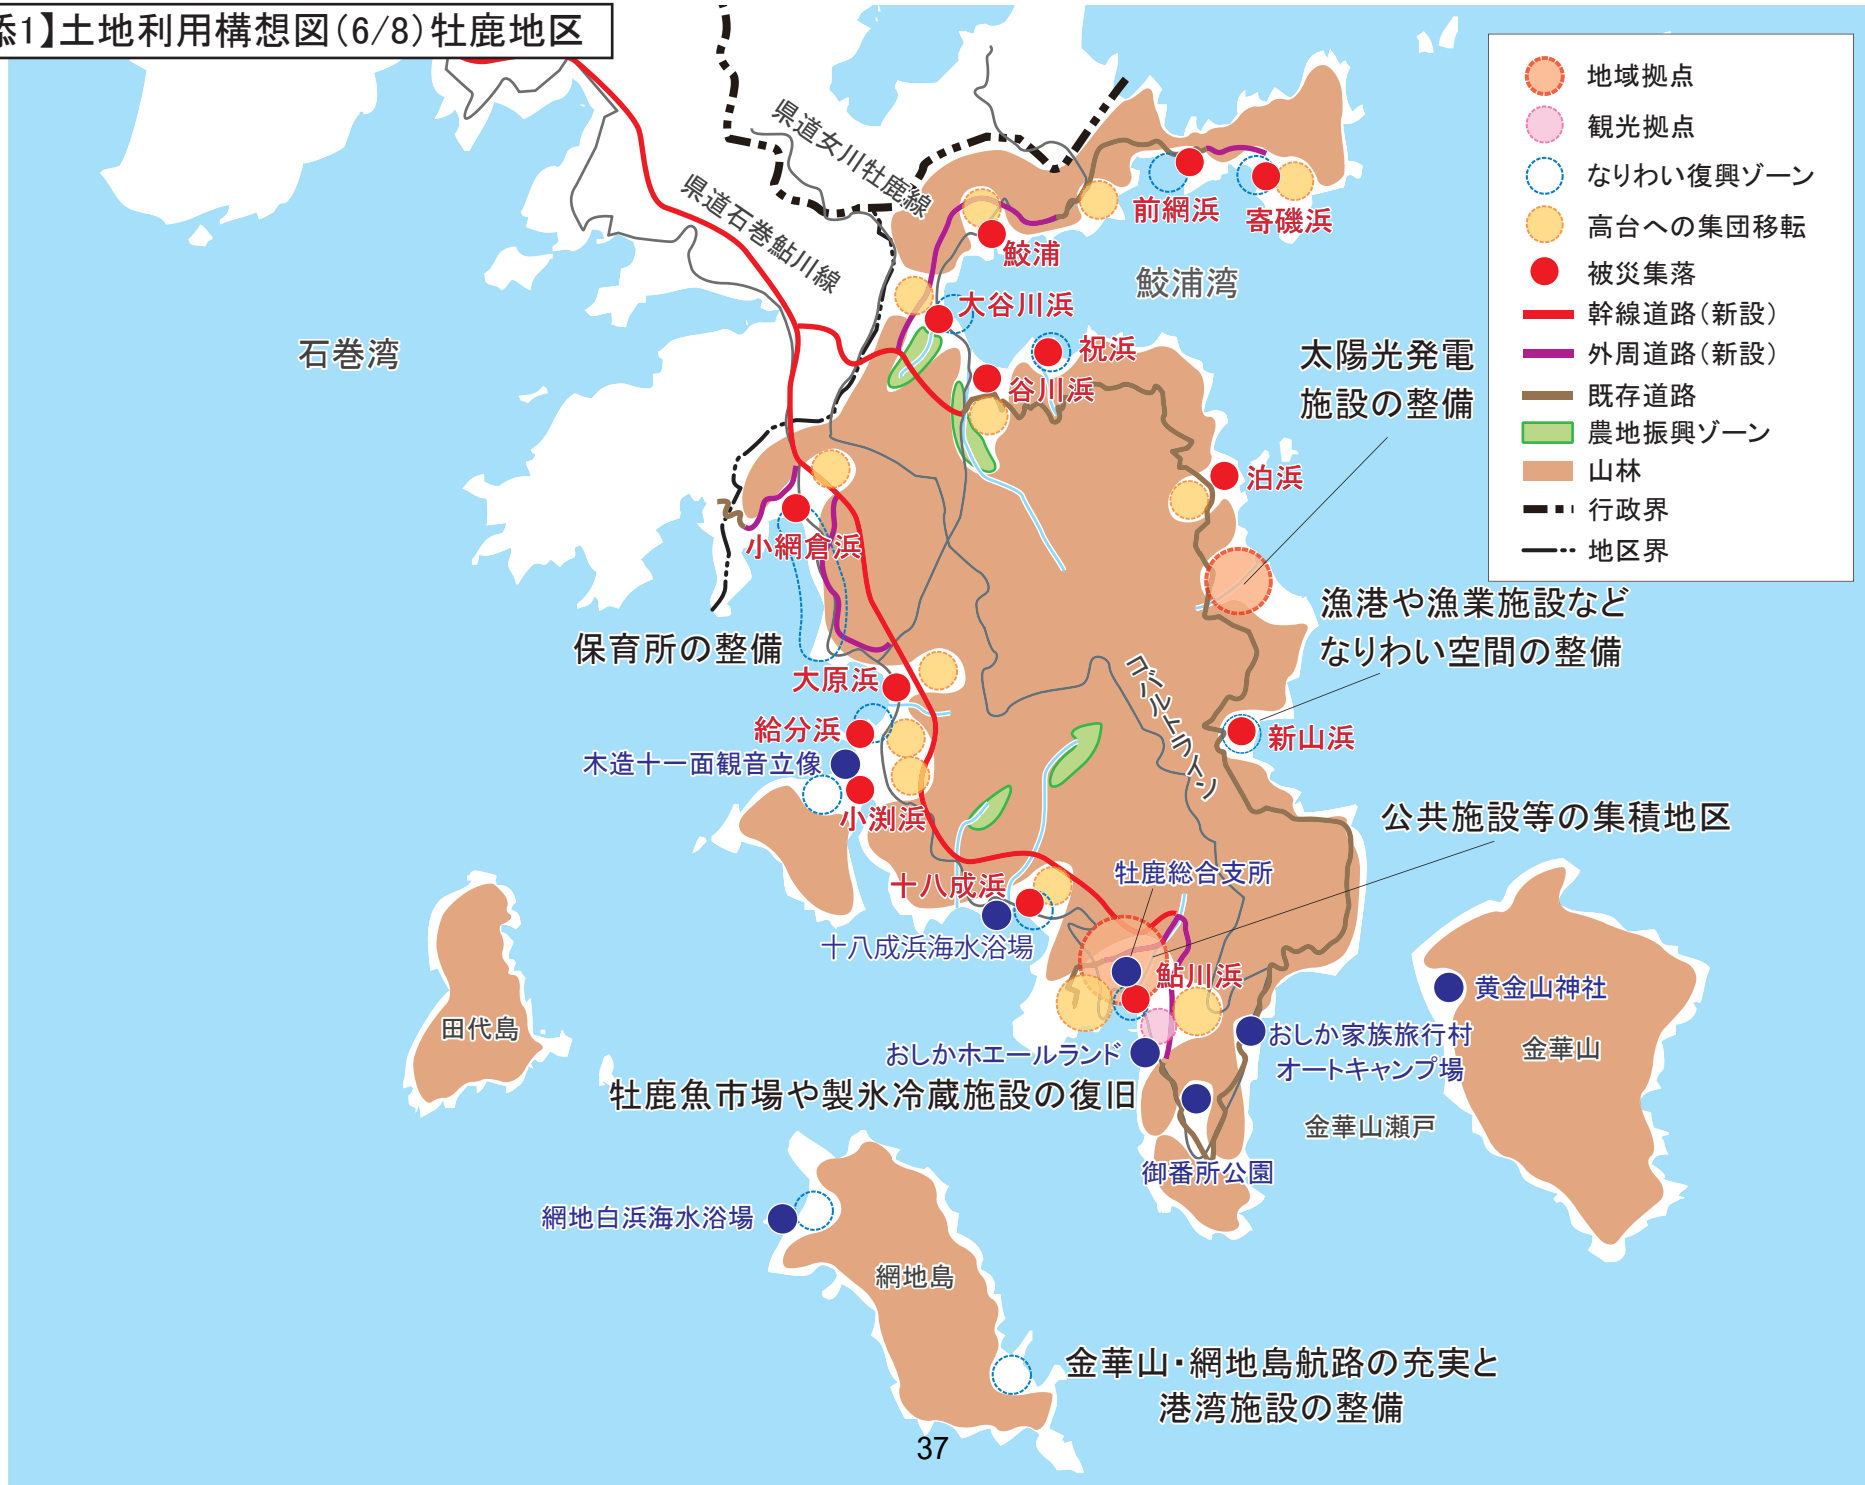 添1】土地利用構想図(6/8)牡鹿地区
地域拠点
観光拠点
なりわい復興ゾーン
高台への集団移転
被災集落
幹線道路(新設)
外周道路(新設)
既存道路
農地振興ゾーン
山林
行政界
地区界
県道女川牡鹿線
県道石巻鮎川線
前網浜
寄磯浜
鮫浦
鮫浦湾
大谷川浜
石巻湾
祝浜
谷川浜
太陽光発電
施設の整備
泊浜
小網倉浜
漁港や漁業施設など
なりわい空間の整備
保育所の整備
大原浜
コバルトライン
給分浜
新山浜
木造十一面観音立像
小渕浜
公共施設等の集積地区
牡鹿総合支所
十八成浜
十八成浜海水浴場
鮎川浜
黄金山神社
田代島
おしか家族旅行村
オートキャンプ場
金華山
おしかホエールランド
牡鹿魚市場や製氷冷蔵施設の復旧
金華山瀬戸
御番所公園
網地白浜海水浴場
網地島
金華山・網地島航路の充実と
港湾施設の整備
37